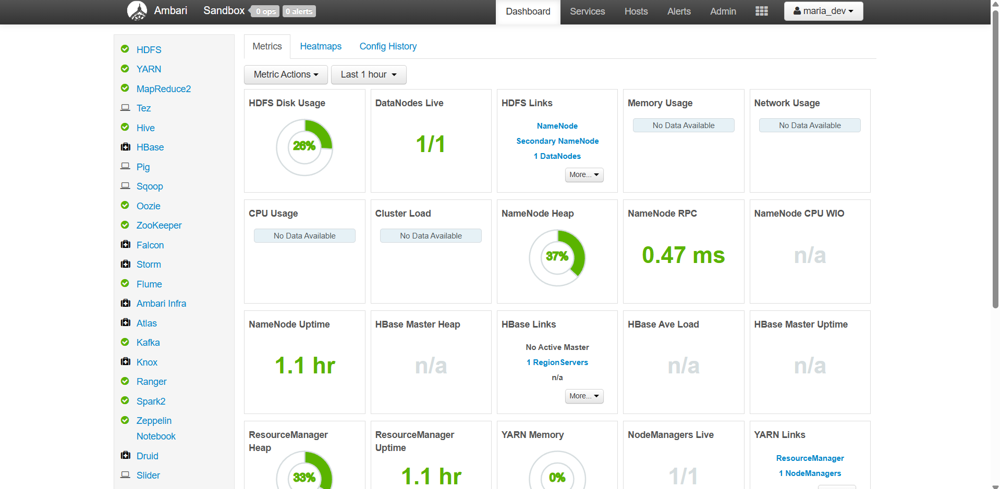 Ambari
Sandbox
0 ops
0 alerts
Dashboard
Services
Hosts
Alerts
Admin
maria_dev
HDFS
YARN
MapReduce2
Tez
Hive
HBase
Pig
Sqoop
Oozie
ZooKeeper
Falcon
Storm
Flume
Ambari Infra
Atlas
Kafka
Knox
Ranger
Spark2
Zeppelin
Notebook
Druid
Slider
Metrics
Heatmaps
Config History
Metric Actions
Last 1 hour
HDFS Disk Usage
26%
DataNodes Live
1/1
HDFS Links
NameNode
Secondary NameNode
1 DataNodes
More...
Memory Usage
No Data Available
Network Usage
No Data Available
CPU Usage
No Data Available
Cluster Load
No Data Available
NameNode Heap
37%
NameNode RPC
0.47 ms
NameNode CPU WIO
n/a
NameNode Uptime
1.1 hr
HBase Master Heap
n/a
HBase Links
No Active Master
1 RegionServers
n/a
More...
HBase Ave Load
n/a
HBase Master Uptime
n/a
ResourceManager
Heap
33%
ResourceManager
Uptime
1.1 hr
YARN Memory
0%
NodeManagers Live
1/1
YARN Links
ResourceManager
1 NodeManagers